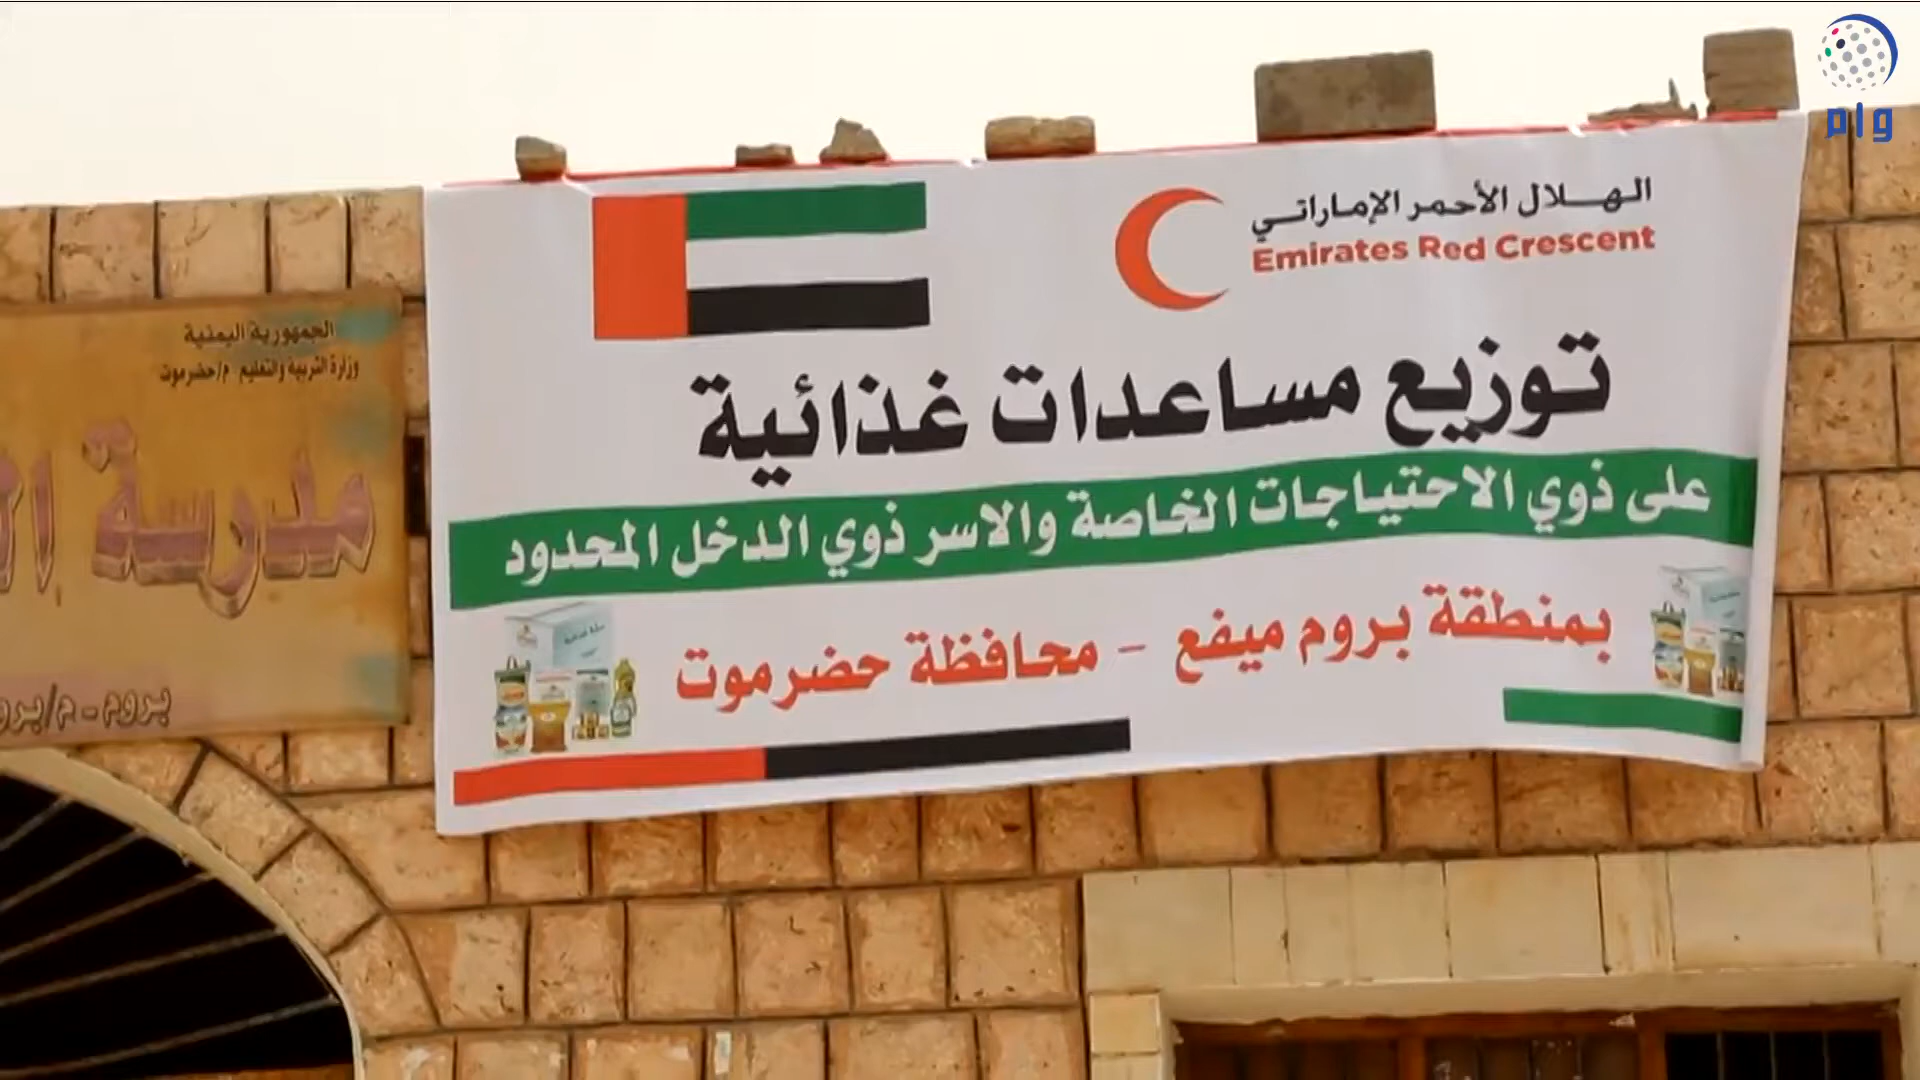 وام
الهلال الأحمر الإماراتي
Emirates Red Crescent
توزيع مساعدات غذائية
على ذوي الاحتياجات الخاصة والاسر ذوي الدخل المحدود
بمنطقة بروم ميفع - محافظة حضرموت
الجمهورية اليمنية
وزارة التربية والتعليم م/حضرموت
مدرسة
بروم - م/